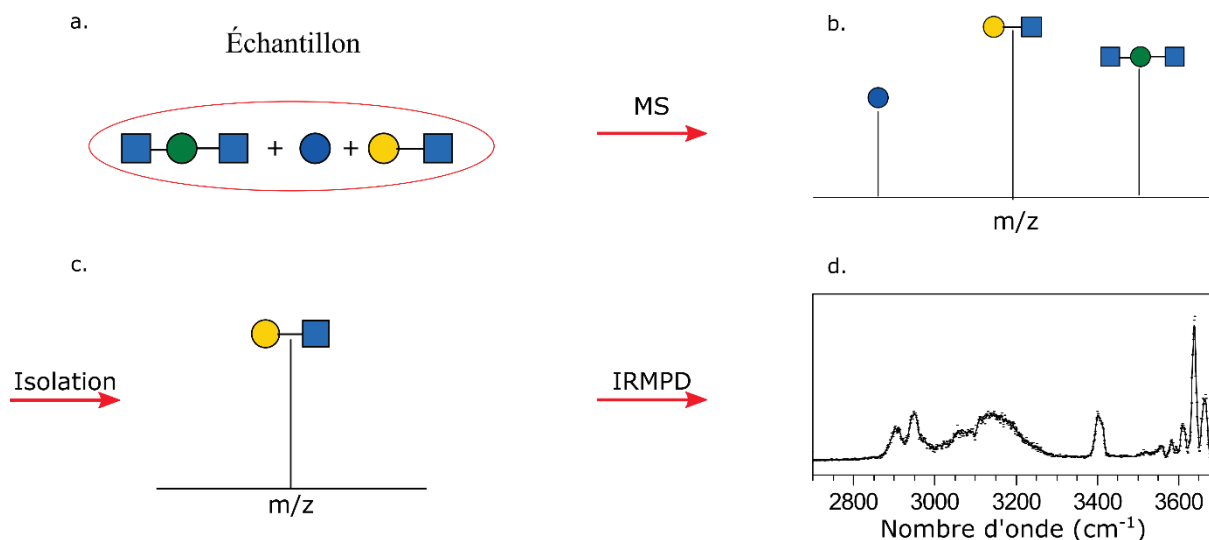 a.
Échantillon
+ +
MS
b.
m/z
c.
Isolation
m/z
IRMPD
d.
2800 3000 3200 3400 3600
Nombre d'onde (cm⁻¹)